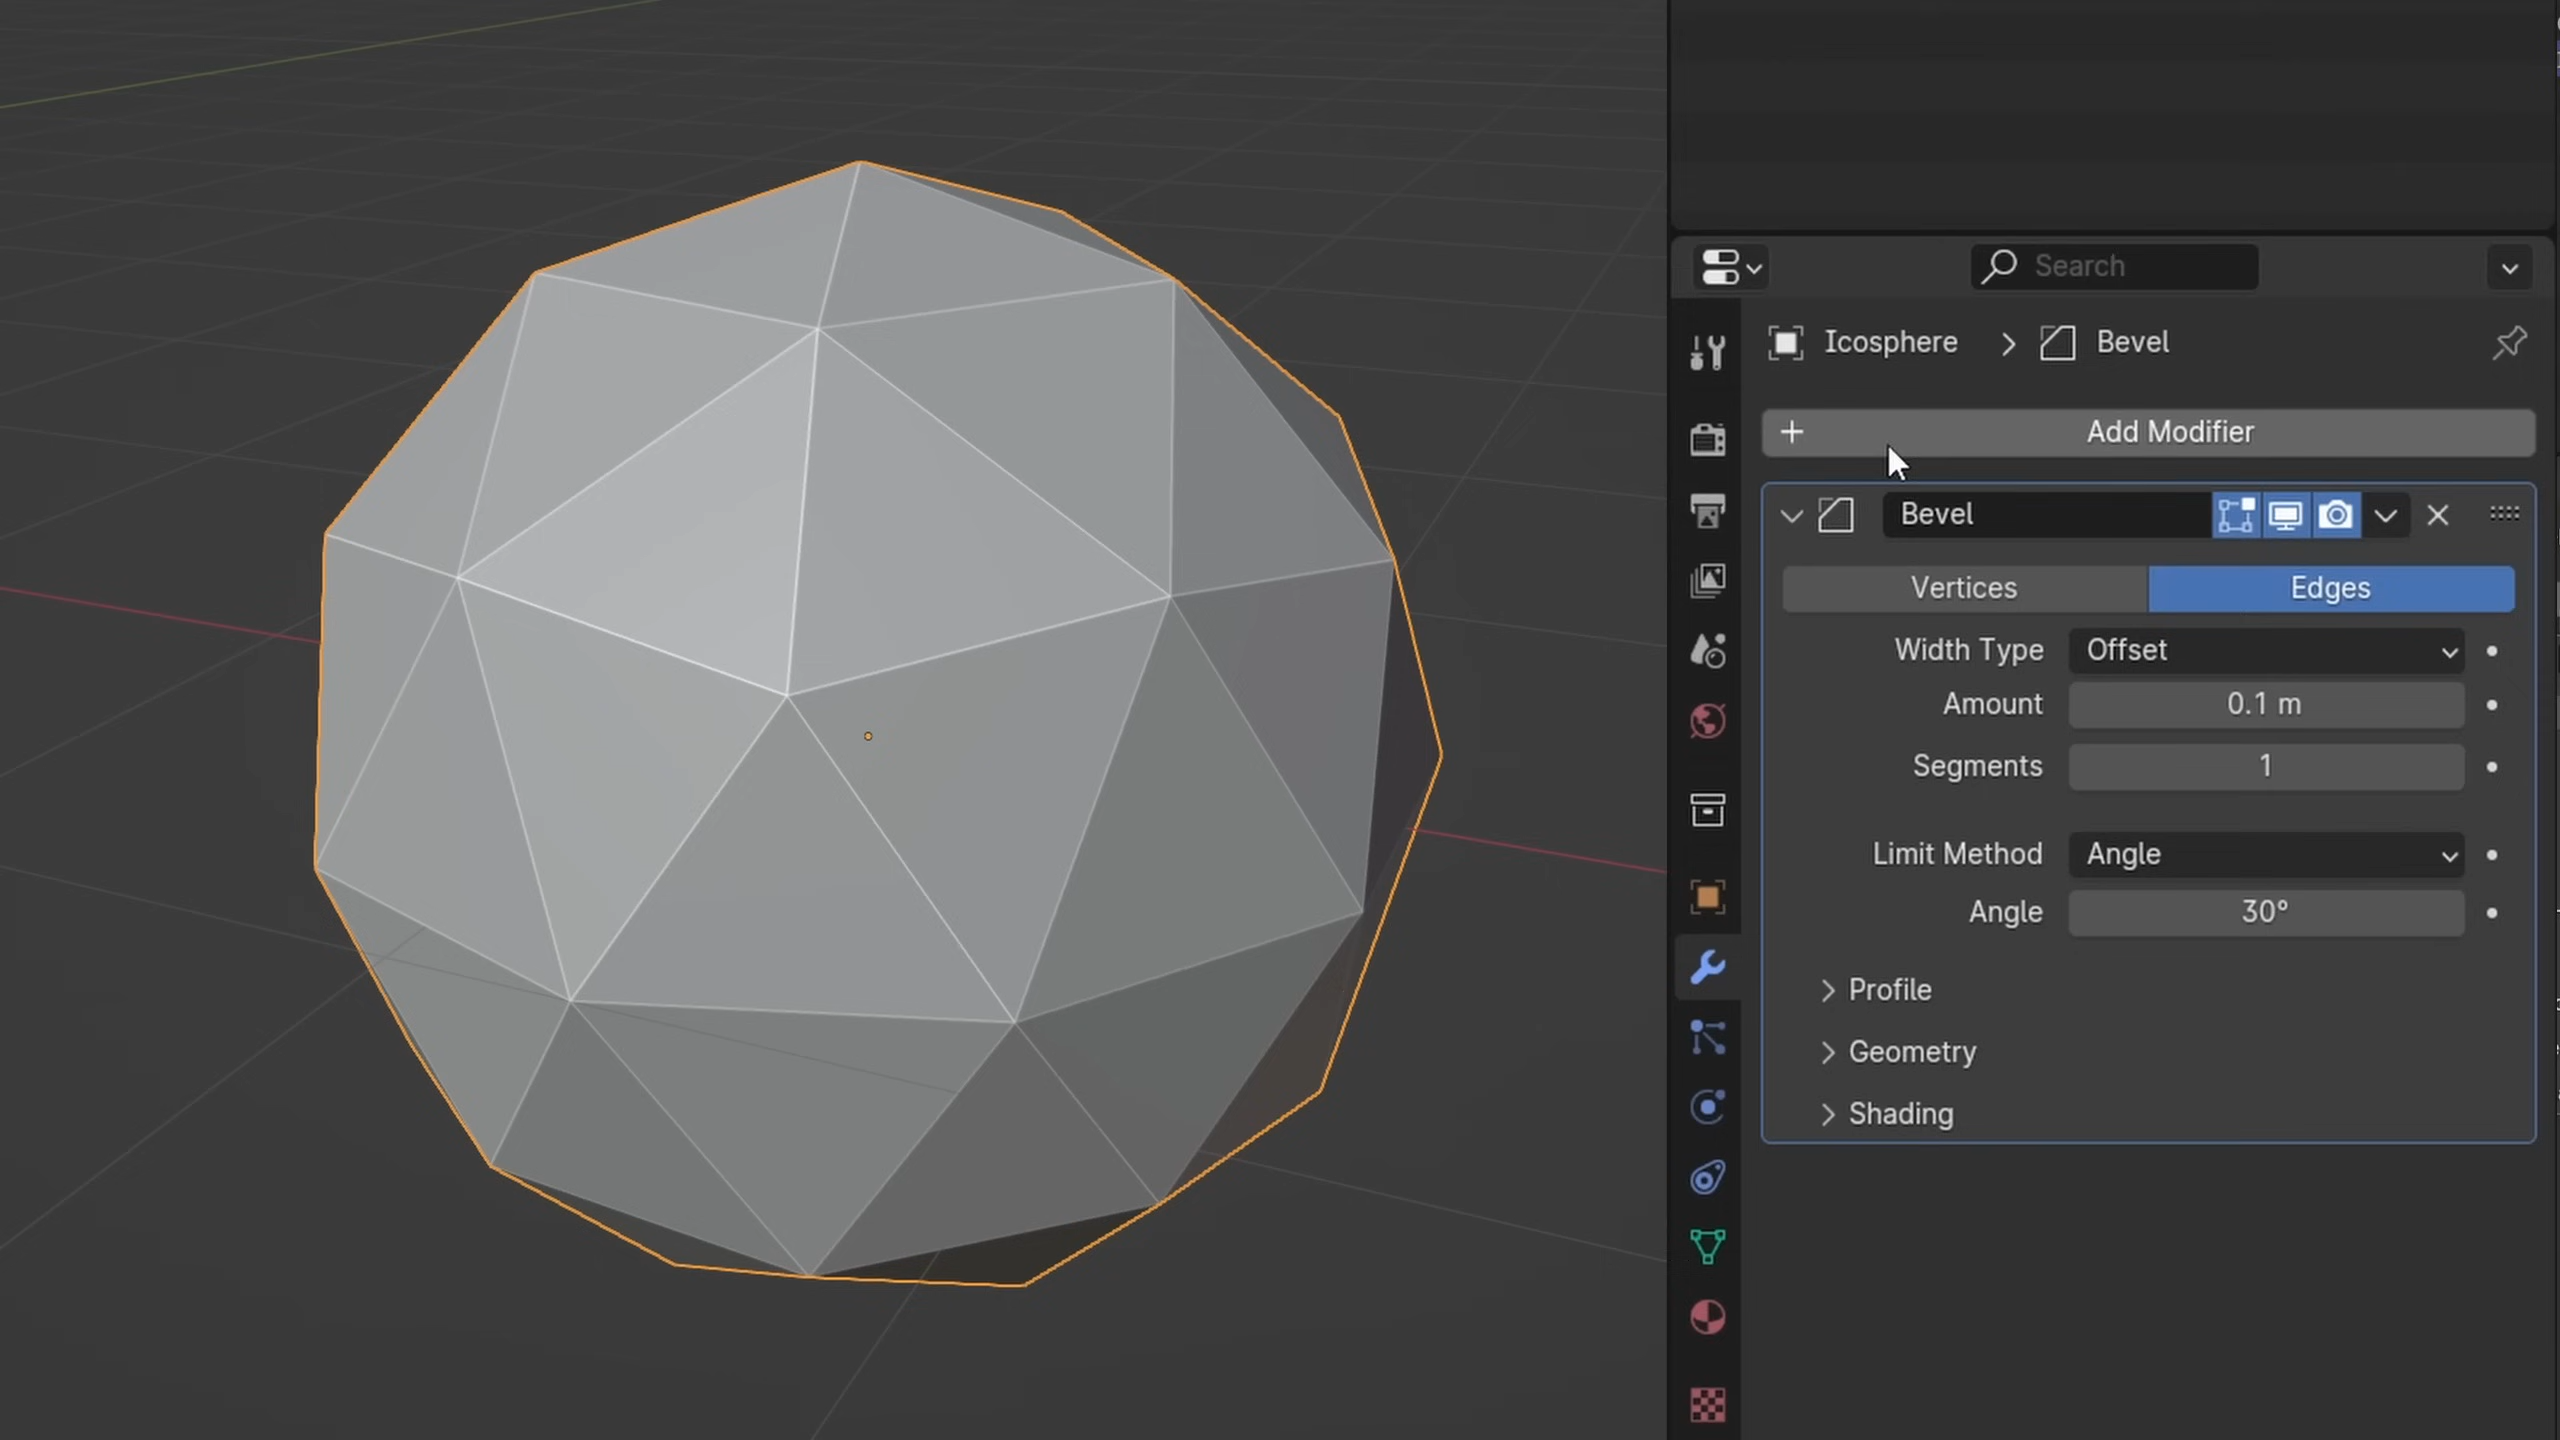 Search
Icosphere > Bevel
+ Add Modifier
Bevel
Vertices Edges
Width Type Offset
Amount 0.1 m
Segments 1
Limit Method Angle
Angle 30°
Profile
Geometry
Shading